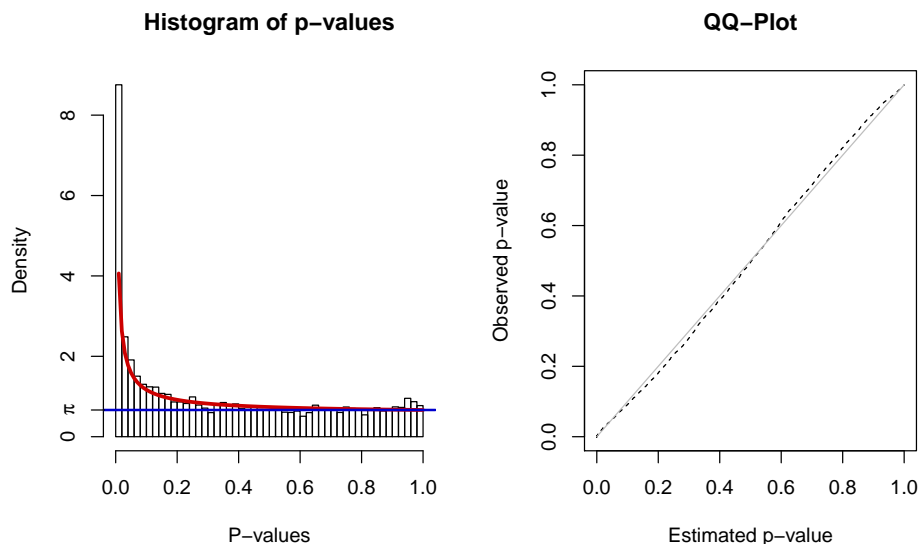 Histogram of p−values
Density
8
6
4
2
π
0
0.0 0.2 0.4 0.6 0.8 1.0
P−values
QQ−Plot
Observed p−value
1.0
0.8
0.6
0.4
0.2
0.0
0.0 0.2 0.4 0.6 0.8 1.0
Estimated p−value